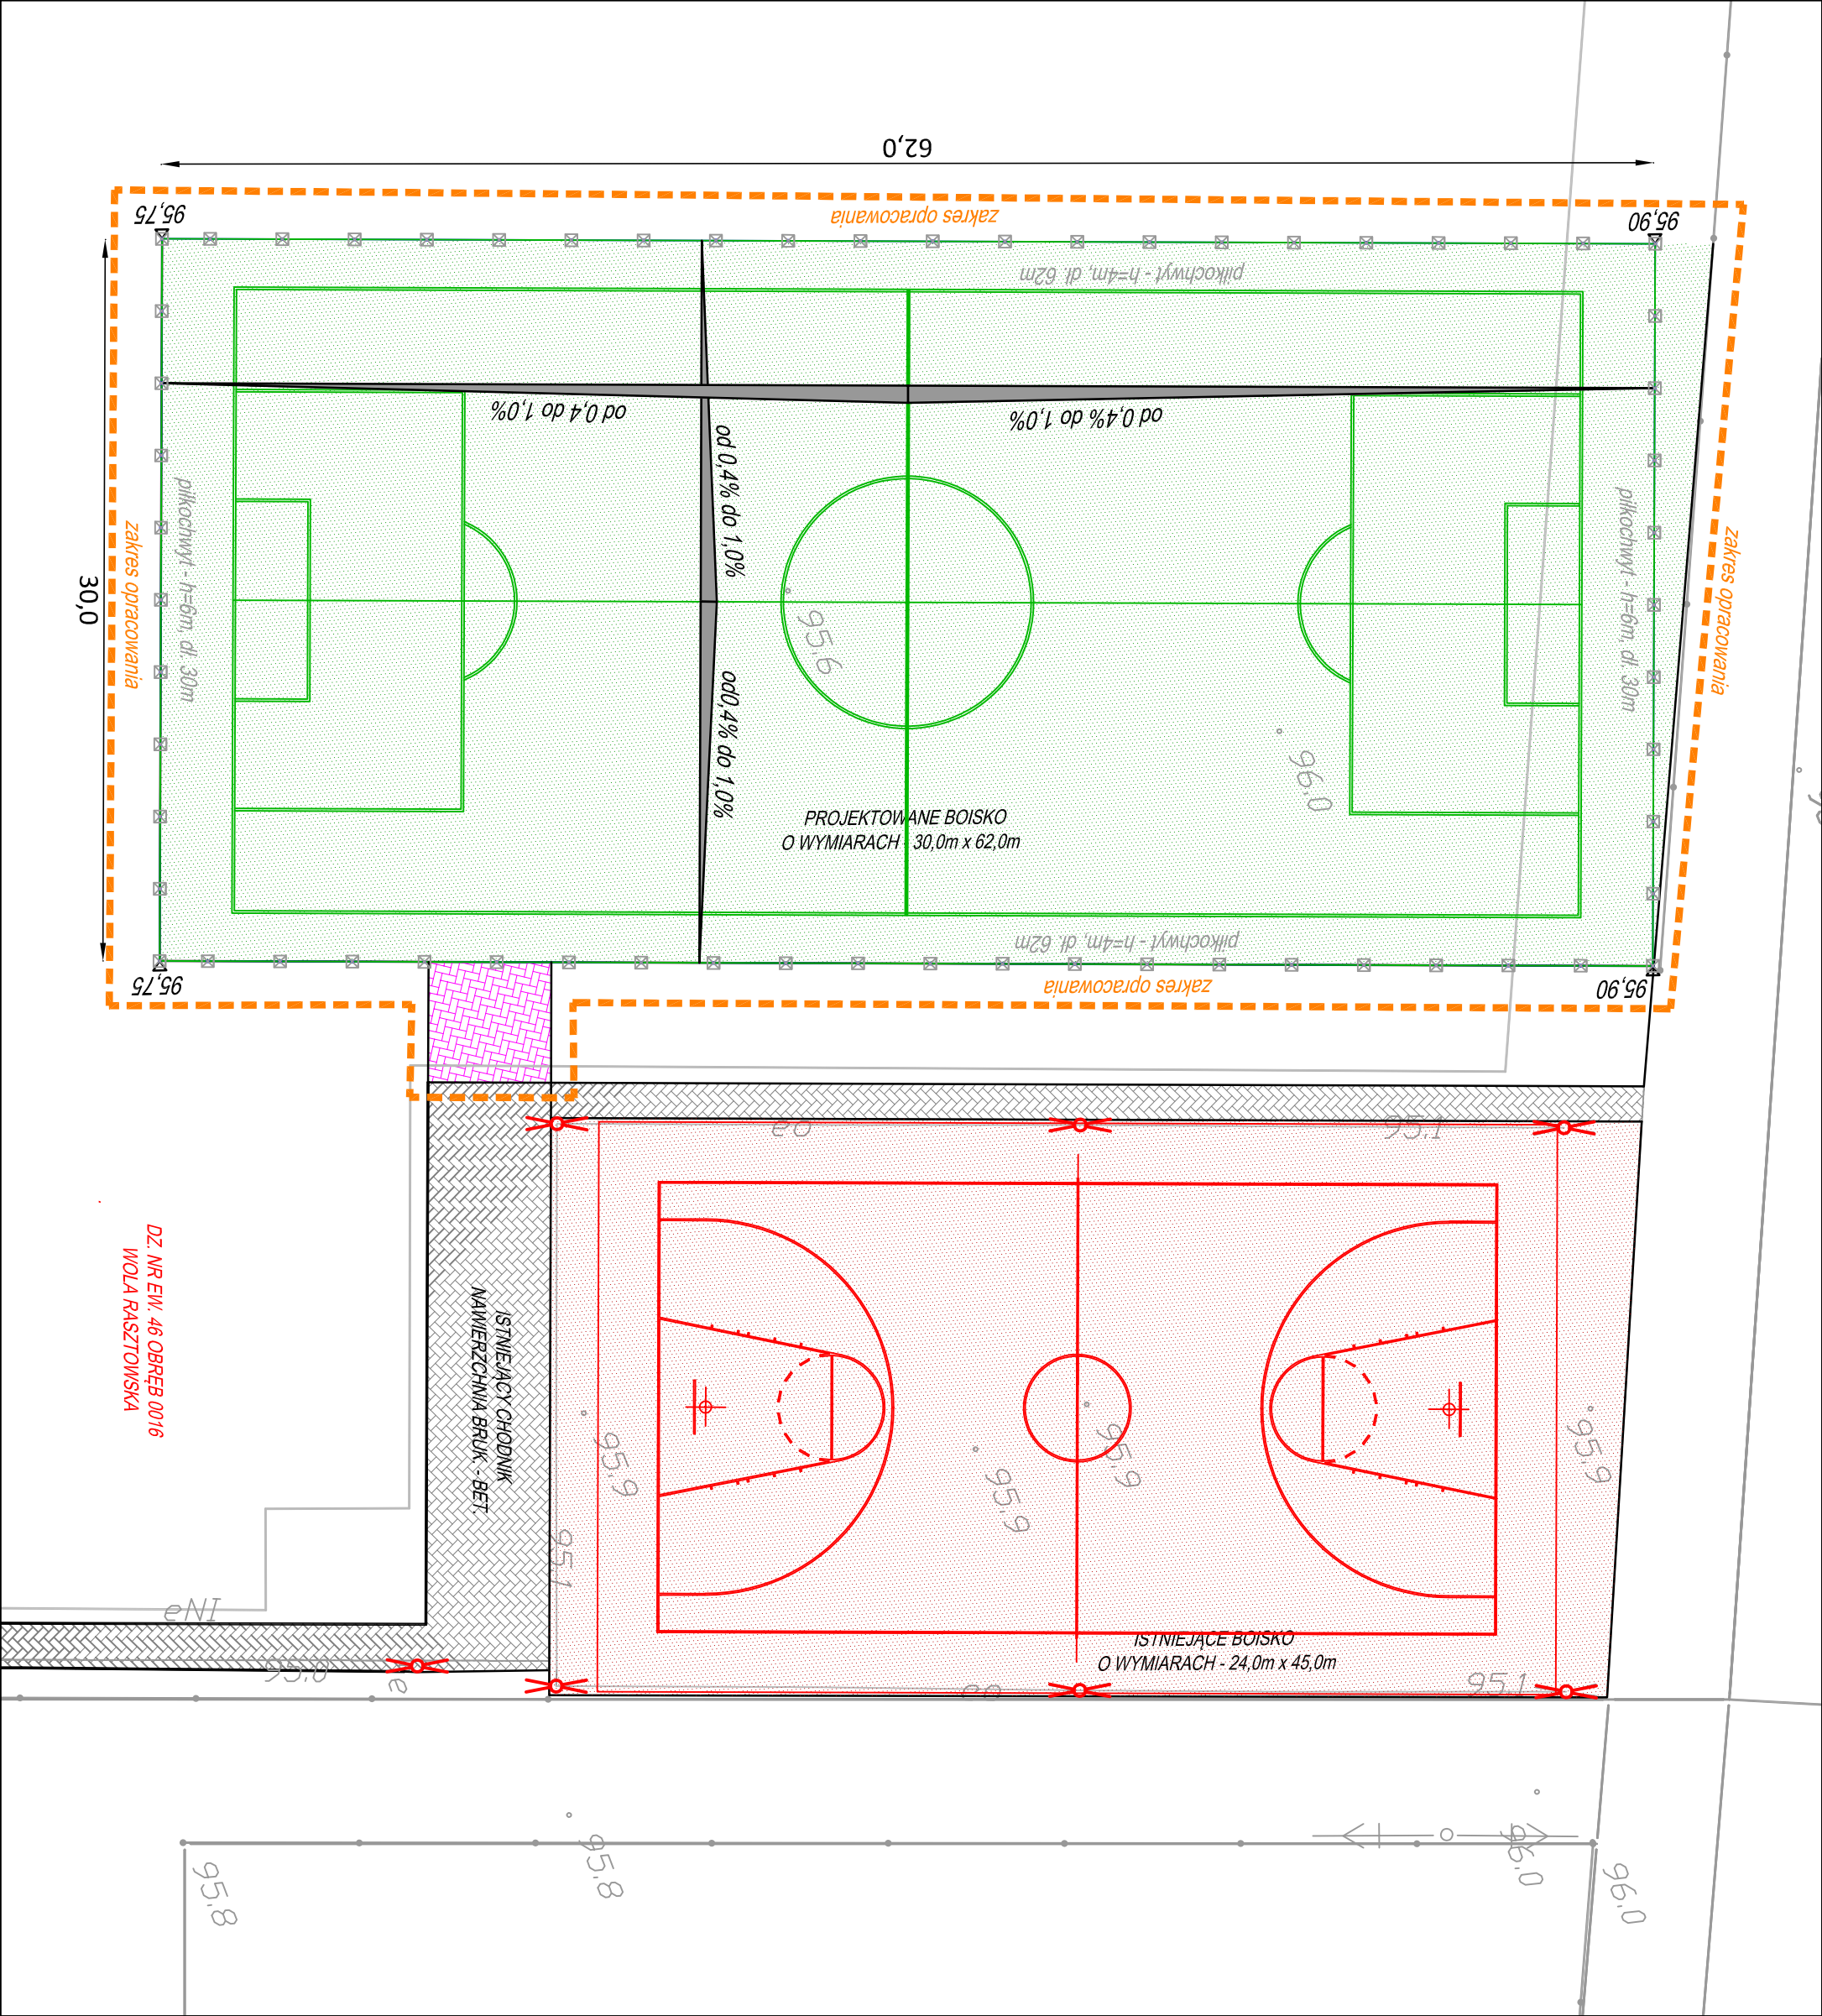 62,0
95,75
zakres opracowania
95,90
piłkochwyt - h=4m, dł. 62m
od 0,4 do 1,0%
od 0,4% do 1,0%
od 0,4% do 1,0%
piłkochwyt - h=6m, dł. 30m
zakres opracowania
30,0
95.6
piłkochwyt - h=6m, dł. 30m
zakres opracowania
od0,4% do 1,0%
96.0
PROJEKTOWANE BOISKO
O WYMIARACH - 30,0m x 62,0m
piłkochwyt - h=4m, dł. 62m
95,75
zakres opracowania
95,90
eo
95.1
DZ. NR EW. 46 OBRĘB 0016
WOLA RASZTOWSKA
ISTNIEJĄCY CHODNIK
NAWIERZCHNIA BRUK. - BET.
95.9
95.9
95.9
95.9
95.1
eNI
ISTNIEJĄCE BOISKO
O WYMIARACH - 24,0m x 45,0m
e
95.1
95.8
95.8
96.0
96.0